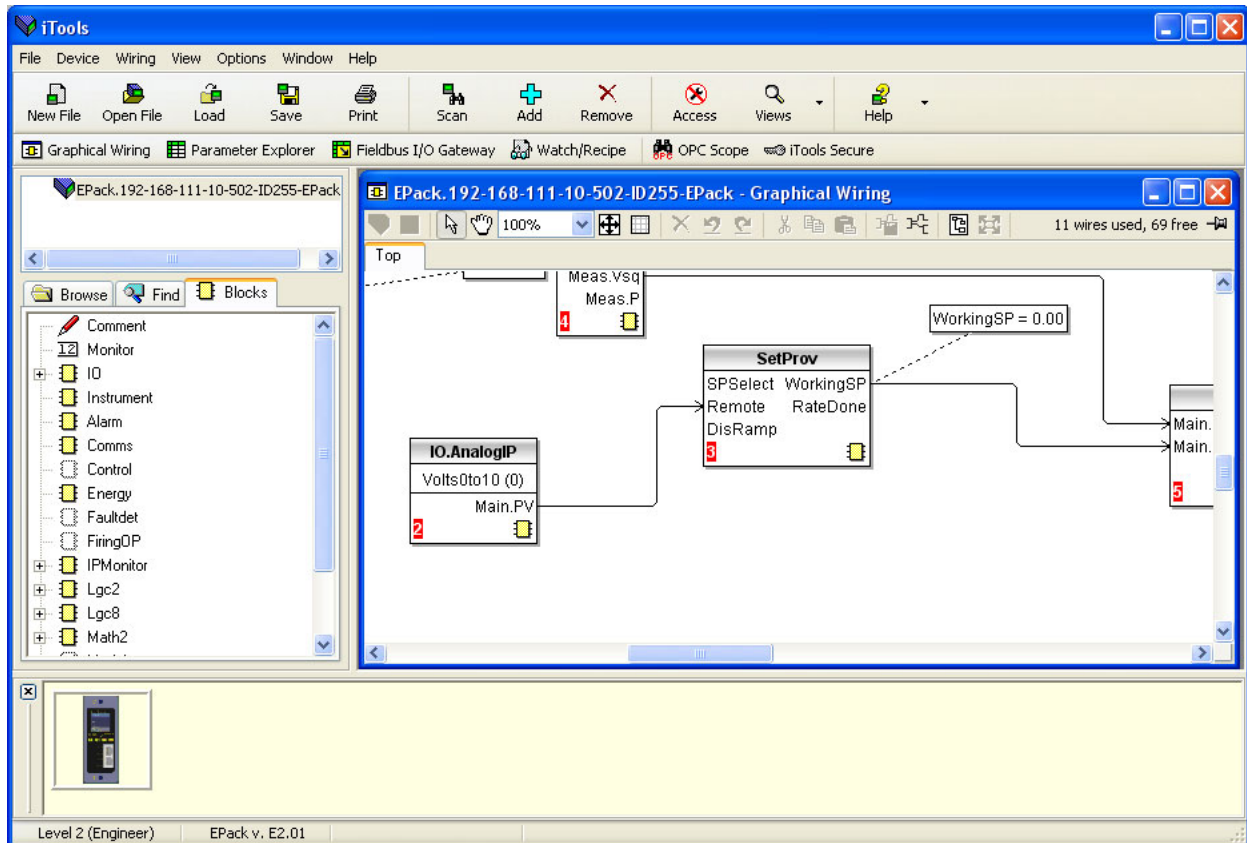 iTools
File Device Wiring View Options Window Help
New File Open File Load Save Print Scan Add Remove Access Views Help
Graphical Wiring Parameter Explorer Fieldbus I/O Gateway Watch/Recipe OPC Scope iTools Secure
EPack.192-168-111-10-502-ID255-EPack
Browse Find Blocks
Comment
12 Monitor
IO
Instrument
Alarm
Comms
Control
Energy
Faultdet
FiringOP
IPMonitor
Lgc2
Lgc8
Math2
EPack.192-168-111-10-502-ID255-EPack - Graphical Wiring
100% 11 wires used, 69 free
Top
Meas.Vsq
Meas.P
4
WorkingSP = 0.00
SetProv
SPSelect WorkingSP
Remote RateDone
DisRamp
3
IO.AnalogIP
Volts0to10 (0)
Main.PV
2
Main.
Main.
5
Level 2 (Engineer) EPack v. E2.01